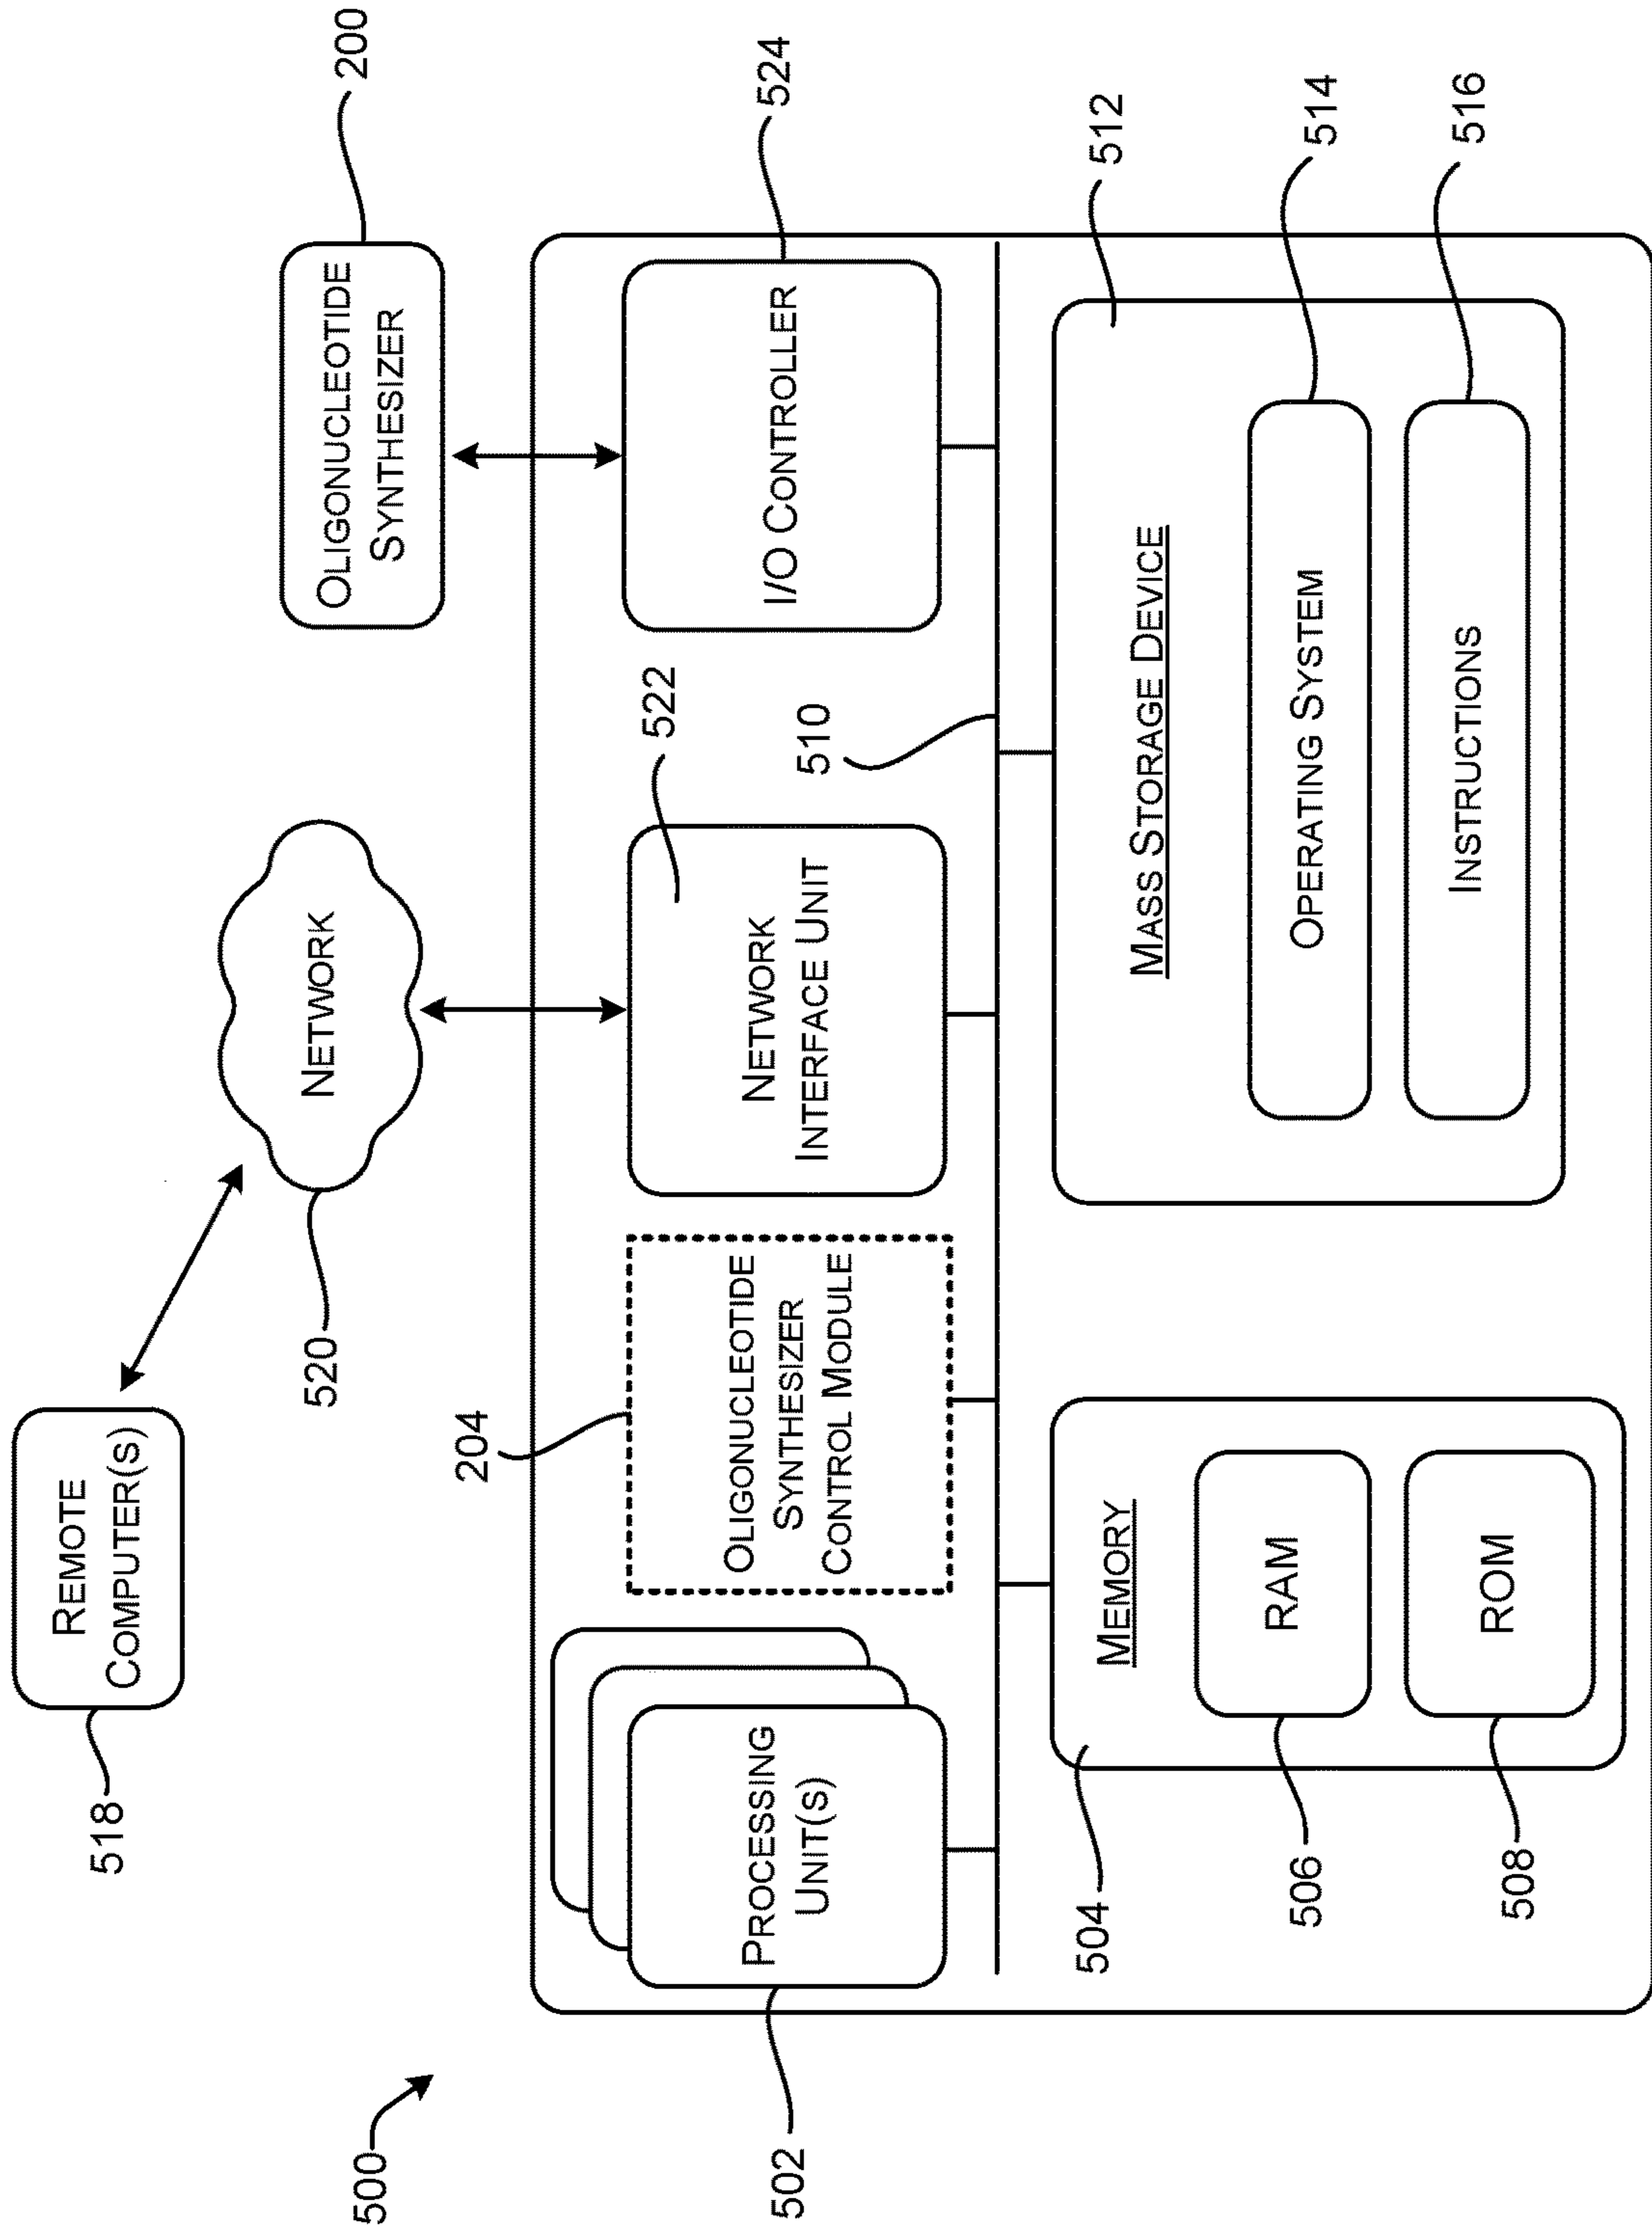 500
518
REMOTE
COMPUTER(S)
520
NETWORK
OLIGONUCLEOTIDE
SYNTHESIZER
200
204
502
PROCESSING
UNIT(S)
OLIGONUCLEOTIDE
SYNTHESIZER
CONTROL MODULE
NETWORK
INTERFACE UNIT
522
I/O CONTROLLER
524
510
504
MEMORY
506
RAM
508
ROM
MASS STORAGE DEVICE
512
OPERATING SYSTEM
514
INSTRUCTIONS
516